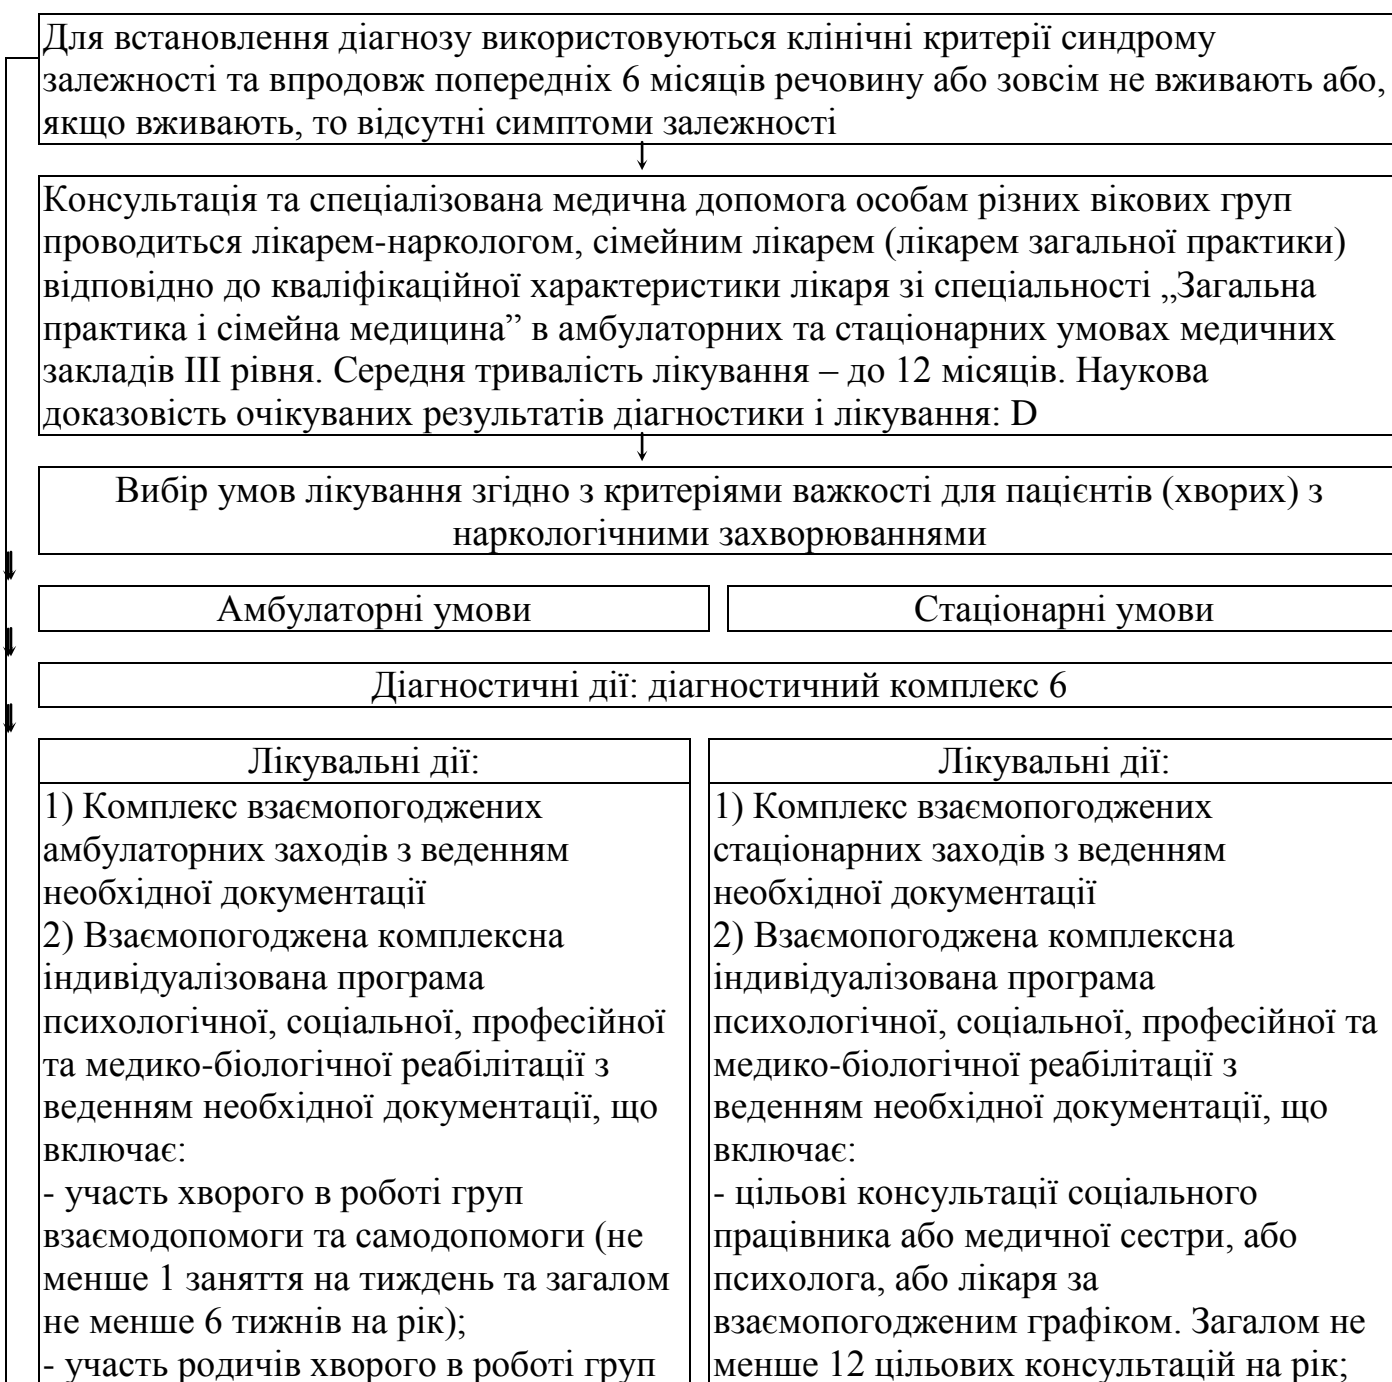 Для встановлення діагнозу використовуються клінічні критерії синдрому
залежності та впродовж попередніх 6 місяців речовину або зовсім не вживають або,
якщо вживають, то відсутні симптоми залежності
Консультація та спеціалізована медична допомога особам різних вікових груп
проводиться лікарем-наркологом, сімейним лікарем (лікарем загальної практики)
відповідно до кваліфікаційної характеристики лікаря зі спеціальності „Загальна
практика і сімейна медицина” в амбулаторних та стаціонарних умовах медичних
закладів III рівня. Середня тривалість лікування – до 12 місяців. Наукова
доказовість очікуваних результатів діагностики і лікування: D
Вибір умов лікування згідно з критеріями важкості для пацієнтів (хворих) з
наркологічними захворюваннями
Амбулаторні умови
Стаціонарні умови
Діагностичні дії: діагностичний комплекс 6
Лікувальні дії:
1) Комплекс взаємопогоджених
амбулаторних заходів з веденням
необхідної документації
2) Взаємопогоджена комплексна
індивідуалізована програма
психологічної, соціальної, професійної
та медико-біологічної реабілітації з
веденням необхідної документації, що
включає:
- участь хворого в роботі груп
взаємодопомоги та самодопомоги (не
менше 1 заняття на тиждень та загалом
не менше 6 тижнів на рік);
- участь родичів хворого в роботі груп
Лікувальні дії:
1) Комплекс взаємопогоджених
стаціонарних заходів з веденням
необхідної документації
2) Взаємопогоджена комплексна
індивідуалізована програма
психологічної, соціальної, професійної та
медико-біологічної реабілітації з
веденням необхідної документації, що
включає:
- цільові консультації соціального
працівника або медичної сестри, або
психолога, або лікаря за
взаємопогодженим графіком. Загалом не
менше 12 цільових консультацій на рік;